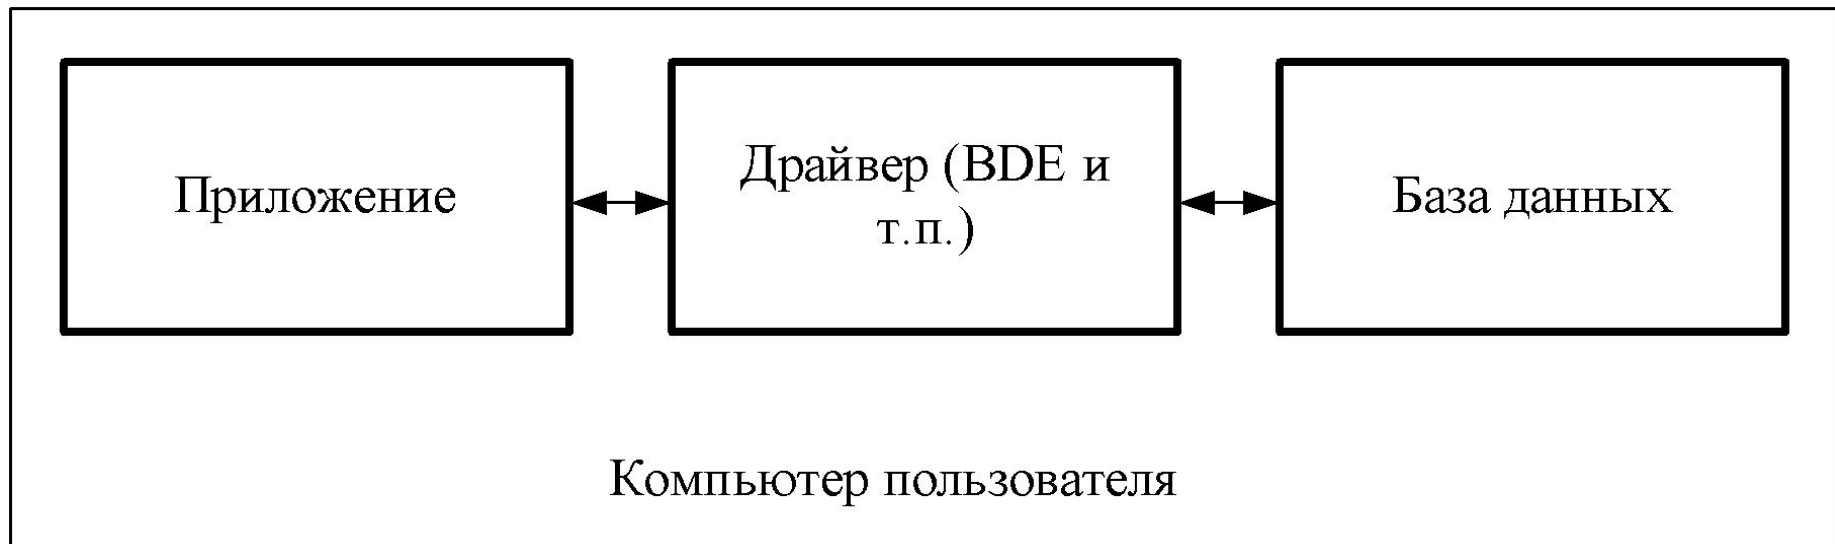 Приложение
Драйвер (BDE и
т.п.)
База данных
Компьютер пользователя